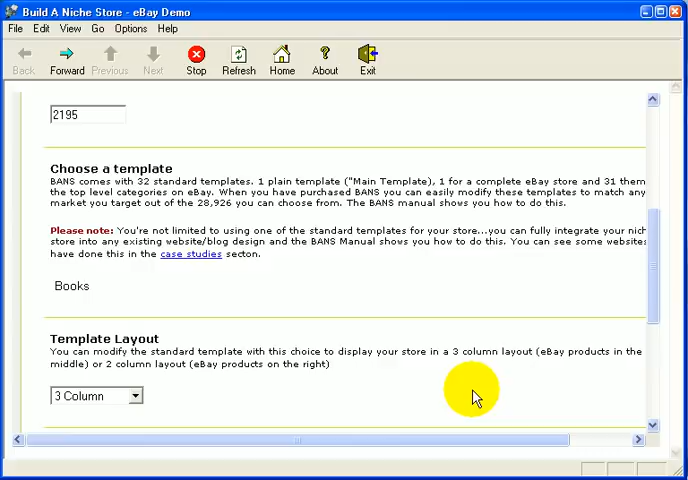 Build A Niche Store - eBay Demo
File Edit View Go Options Help
Back Forward Previous Next Stop Refresh Home About Exit
2195
Choose a template
BANS comes with 32 standard templates. 1 plain template ("Main Template), 1 for a complete eBay store and 31 them
the top level categories on eBay. When you have purchased BANS you can easily modify these templates to match any
market you target out of the 28,926 you can choose from. The BANS manual shows you how to do this.
Please note: You're not limited to using one of the standard templates for your store...you can fully integrate your nich
store into any existing website/blog design and the BANS Manual shows you how to do this. You can see some websites
have done this in the case studies secton.
Books
Template Layout
You can modify the standard template with this choice to display your store in a 3 column layout (eBay products in the
middle) or 2 column layout (eBay products on the right)
3 Column